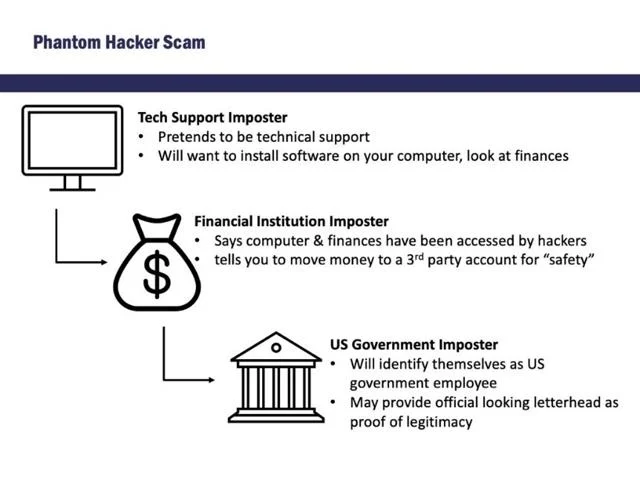 Phantom Hacker Scam
Tech Support Imposter
• Pretends to be technical support
• Will want to install software on your computer, look at finances
$
Financial Institution Imposter
• Says computer & finances have been accessed by hackers
• tells you to move money to a 3rd party account for “safety”
US Government Imposter
• Will identify themselves as US
government employee
• May provide official looking letterhead as
proof of legitimacy